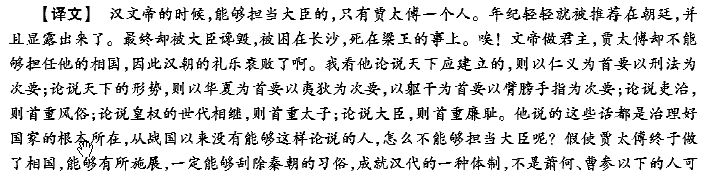 【译文】 汉文帝的时候,能够担当大臣的,只有贾太傅一个人。年纪轻轻就被推荐在朝廷,并
且显露出来了。最终却被大臣谗毁,被困在长沙,死在梁王的事上。唉!文帝做君主,贾太傅却不能
够担任他的相国,因此汉朝的礼乐衰败了啊。我看他论说天下应建立的,则以仁义为首要以刑法为
次要;论说天下的形势,则以华夏为首要以夷狄为次要,以躯干为首要以臂膀手指为次要;论说吏治,
则首重风俗;论说皇权的世代相继,则首重太子;论说大臣,则首重廉耻。他说的这些话都是治理好
国家的根本所在,从战国以来没有能够这样论说的人,怎么不能够担当大臣呢?假使贾太傅终于做
了相国,能够有所施展,一定能够刮除秦朝的习俗,成就汉代的一种体制,不是萧何、曹参以下的人可